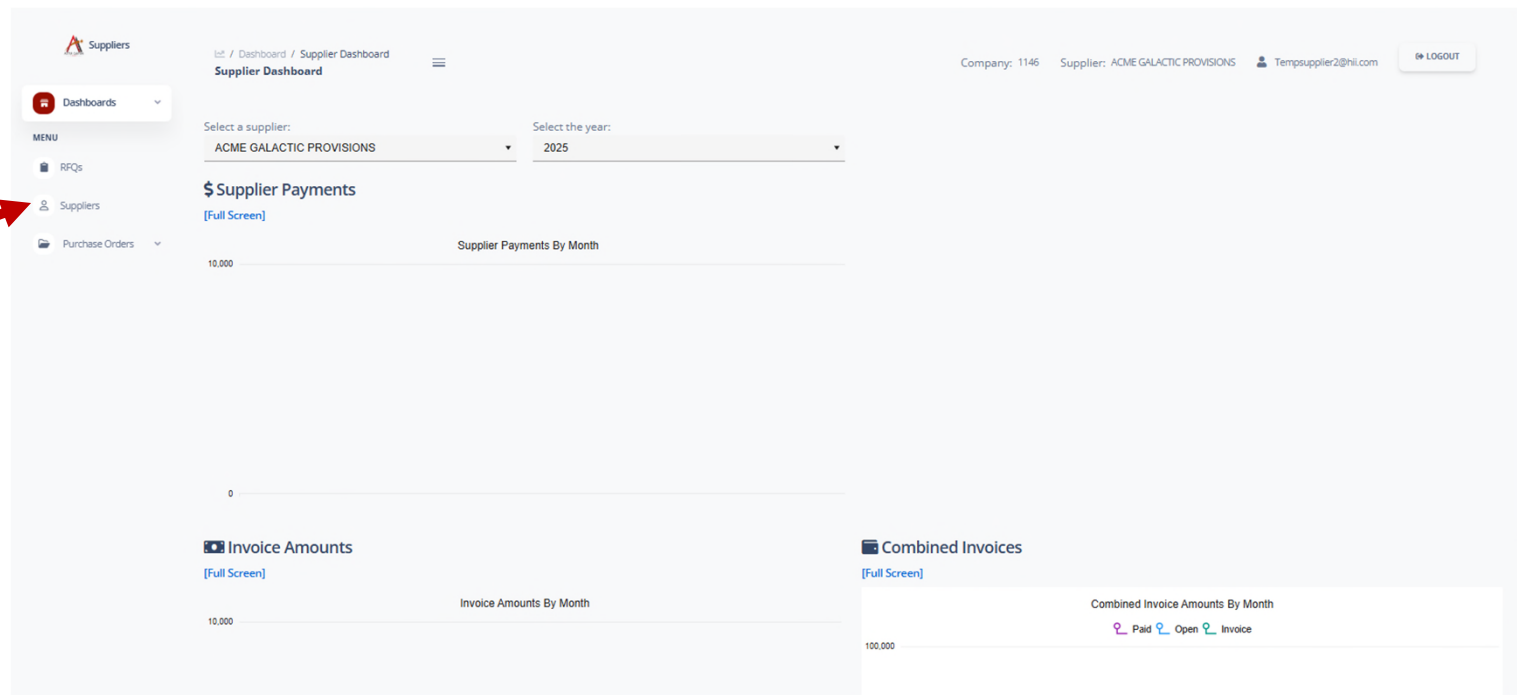 Suppliers
/ Dashboard / Supplier Dashboard
Supplier Dashboard
Company: 1146 Supplier: ACME GALACTIC PROVISIONS Tempsupplier2@hii.com LOGOUT
Dashboards
MENU
RFQs
Suppliers
Purchase Orders
Select a supplier: Select the year:
ACME GALACTIC PROVISIONS 2025
$ Supplier Payments
[Full Screen]
Supplier Payments By Month
10,000
0
Invoice Amounts
[Full Screen]
Invoice Amounts By Month
10,000
Combined Invoices
[Full Screen]
Combined Invoice Amounts By Month
Paid Open Invoice
100,000